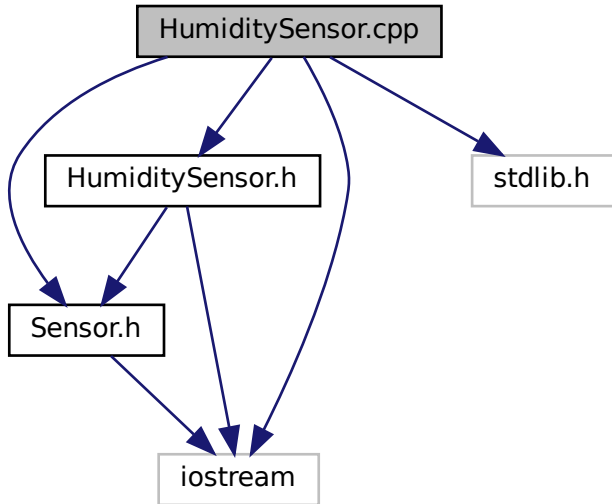 HumiditySensor.cpp
HumiditySensor.h
stdlib.h
Sensor.h
iostream